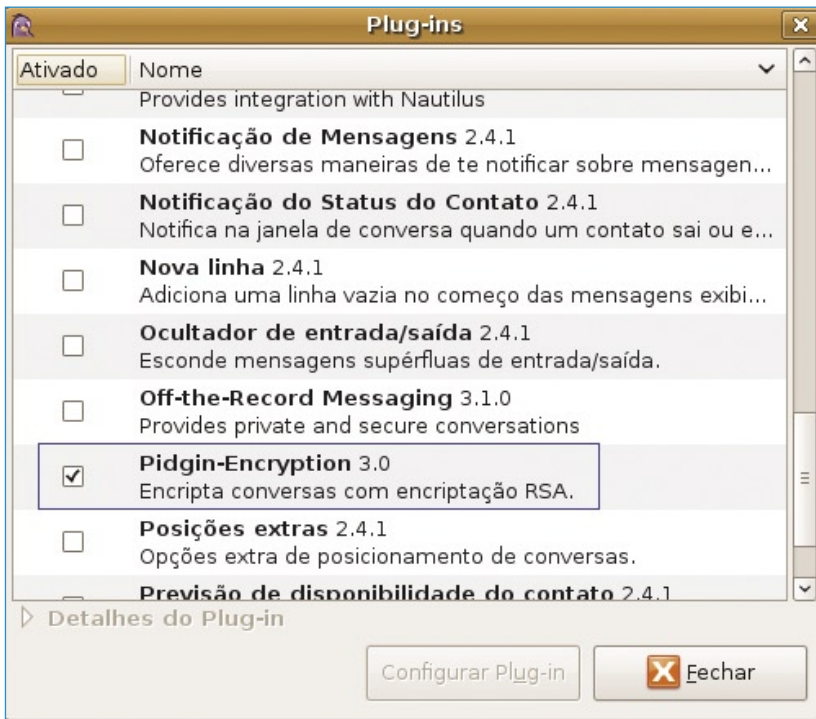 Plug-ins
Ativado Nome
Provides integration with Nautilus
Notificação de Mensagens 2.4.1
Oferece diversas maneiras de te notificar sobre mensagen...
Notificação do Status do Contato 2.4.1
Notifica na janela de conversa quando um contato sai ou e...
Nova linha 2.4.1
Adiciona uma linha vazia no começo das mensagens exibi...
Ocultador de entrada/saída 2.4.1
Esconde mensagens supérfluas de entrada/saída.
Off-the-Record Messaging 3.1.0
Provides private and secure conversations
Pidgin-Encryption 3.0
Encripta conversas com encriptação RSA.
Posições extras 2.4.1
Opções extra de posicionamento de conversas.
Previsão de disponibilidade do contato 2.4.1
Detalhes do Plug-in
Configurar Plug-in Fechar